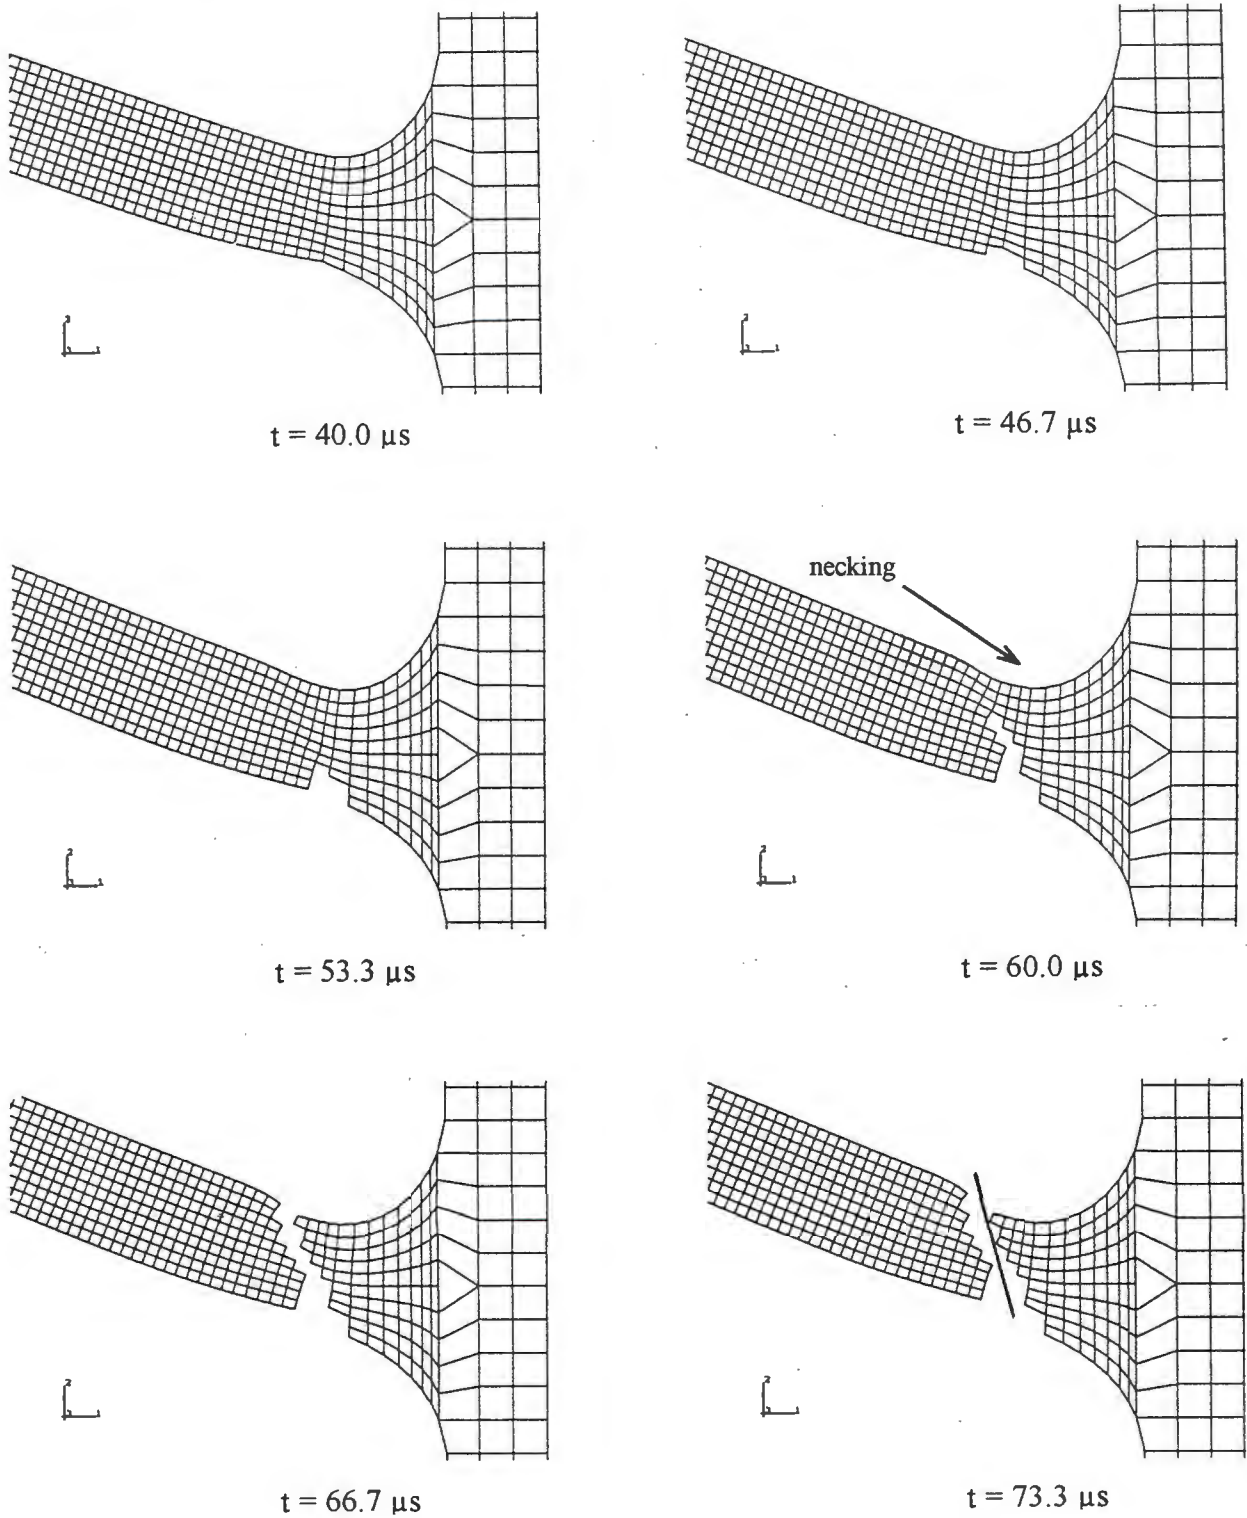 t = 40.0 μs
t = 46.7 μs
necking
t = 53.3 μs
t = 60.0 μs
t = 66.7 μs
t = 73.3 μs